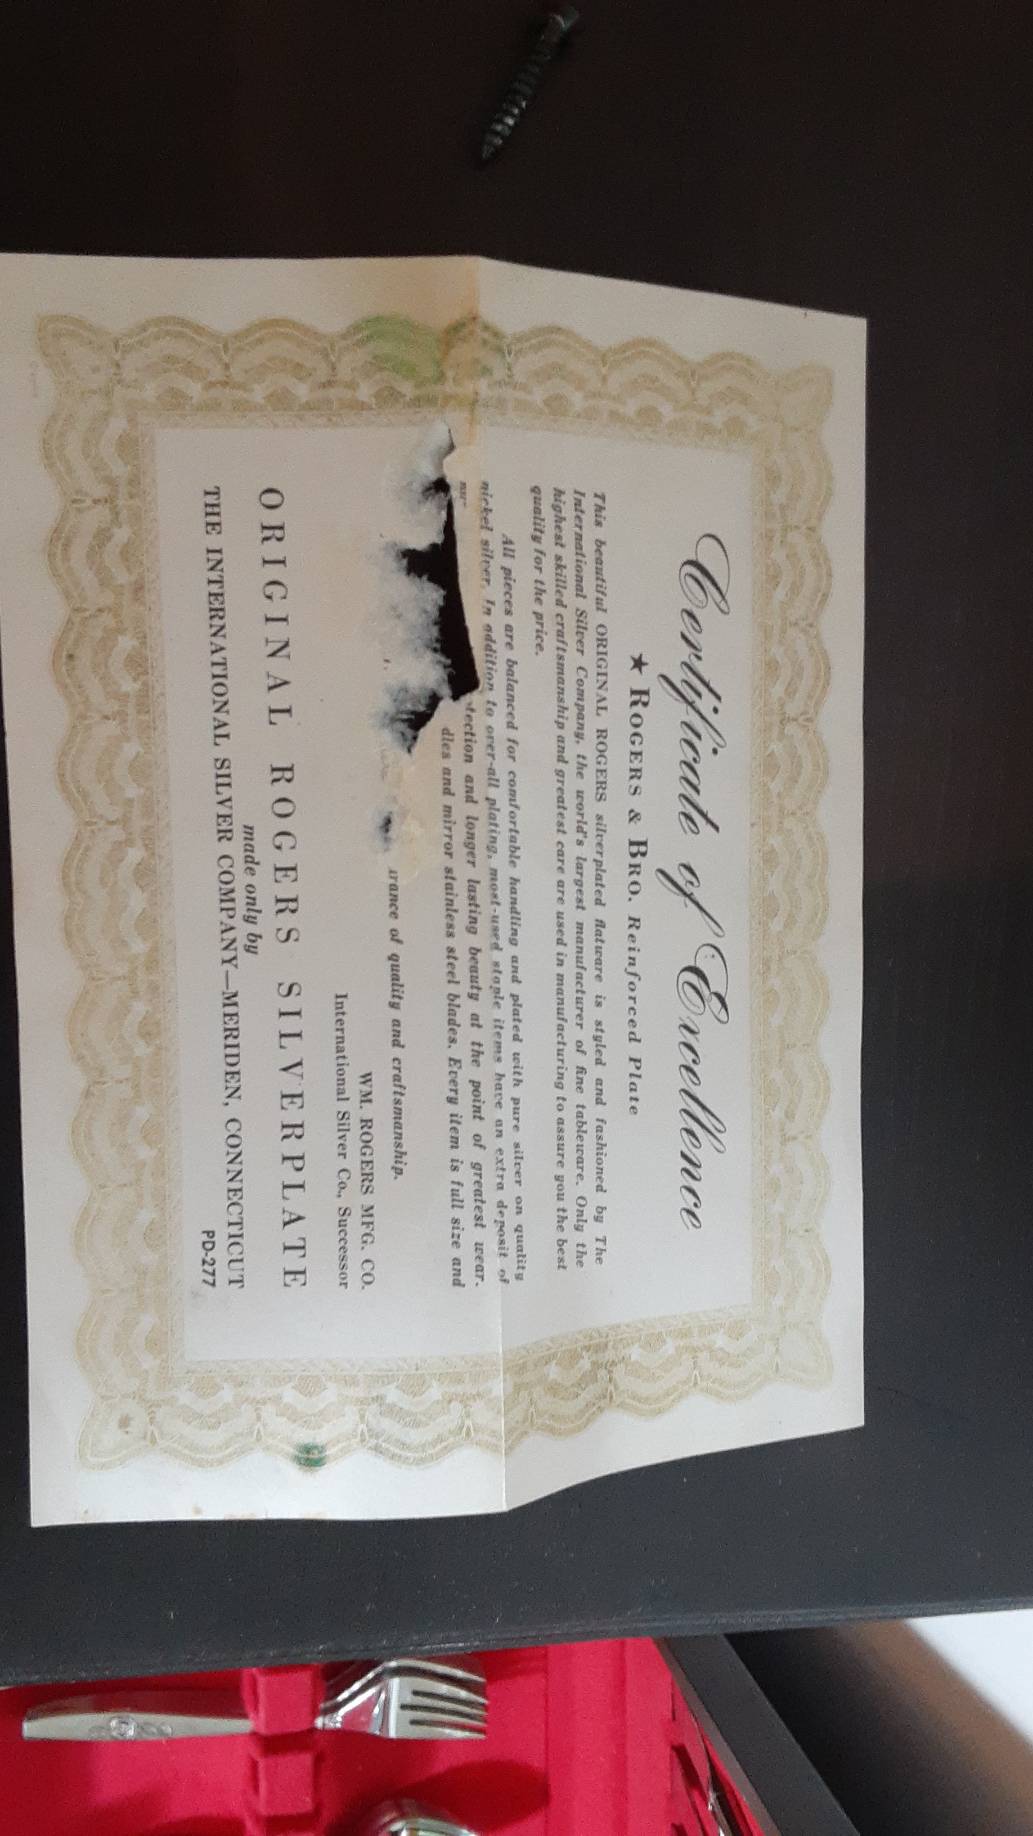 Certificate of Excellence
★ ROGERS & BRO. Reinforced Plate
This beautiful ORIGINAL ROGERS silverplated flatware is styled and fashioned by The
International Silver Company, the world's largest manufacturer of fine tableware. Only the
highest skilled craftsmanship and greatest care are used in manufacturing to assure you the best
quality for the price.
All pieces are balanced for comfortable handling and plated with pure silver on quality
nickel silver. In addition to over-all plating, most-used staple items have an extra deposit of
tection and longer lasting beauty at the point of greatest wear.
dles and mirror stainless steel blades. Every item is full size and
urance of quality and craftsmanship.
WM. ROGERS MFG. CO.
International Silver Co., Successor
ORIGINAL ROGERS SILVERPLATE
made only by
THE INTERNATIONAL SILVER COMPANY—MERIDEN, CONNECTICUT
PD-277